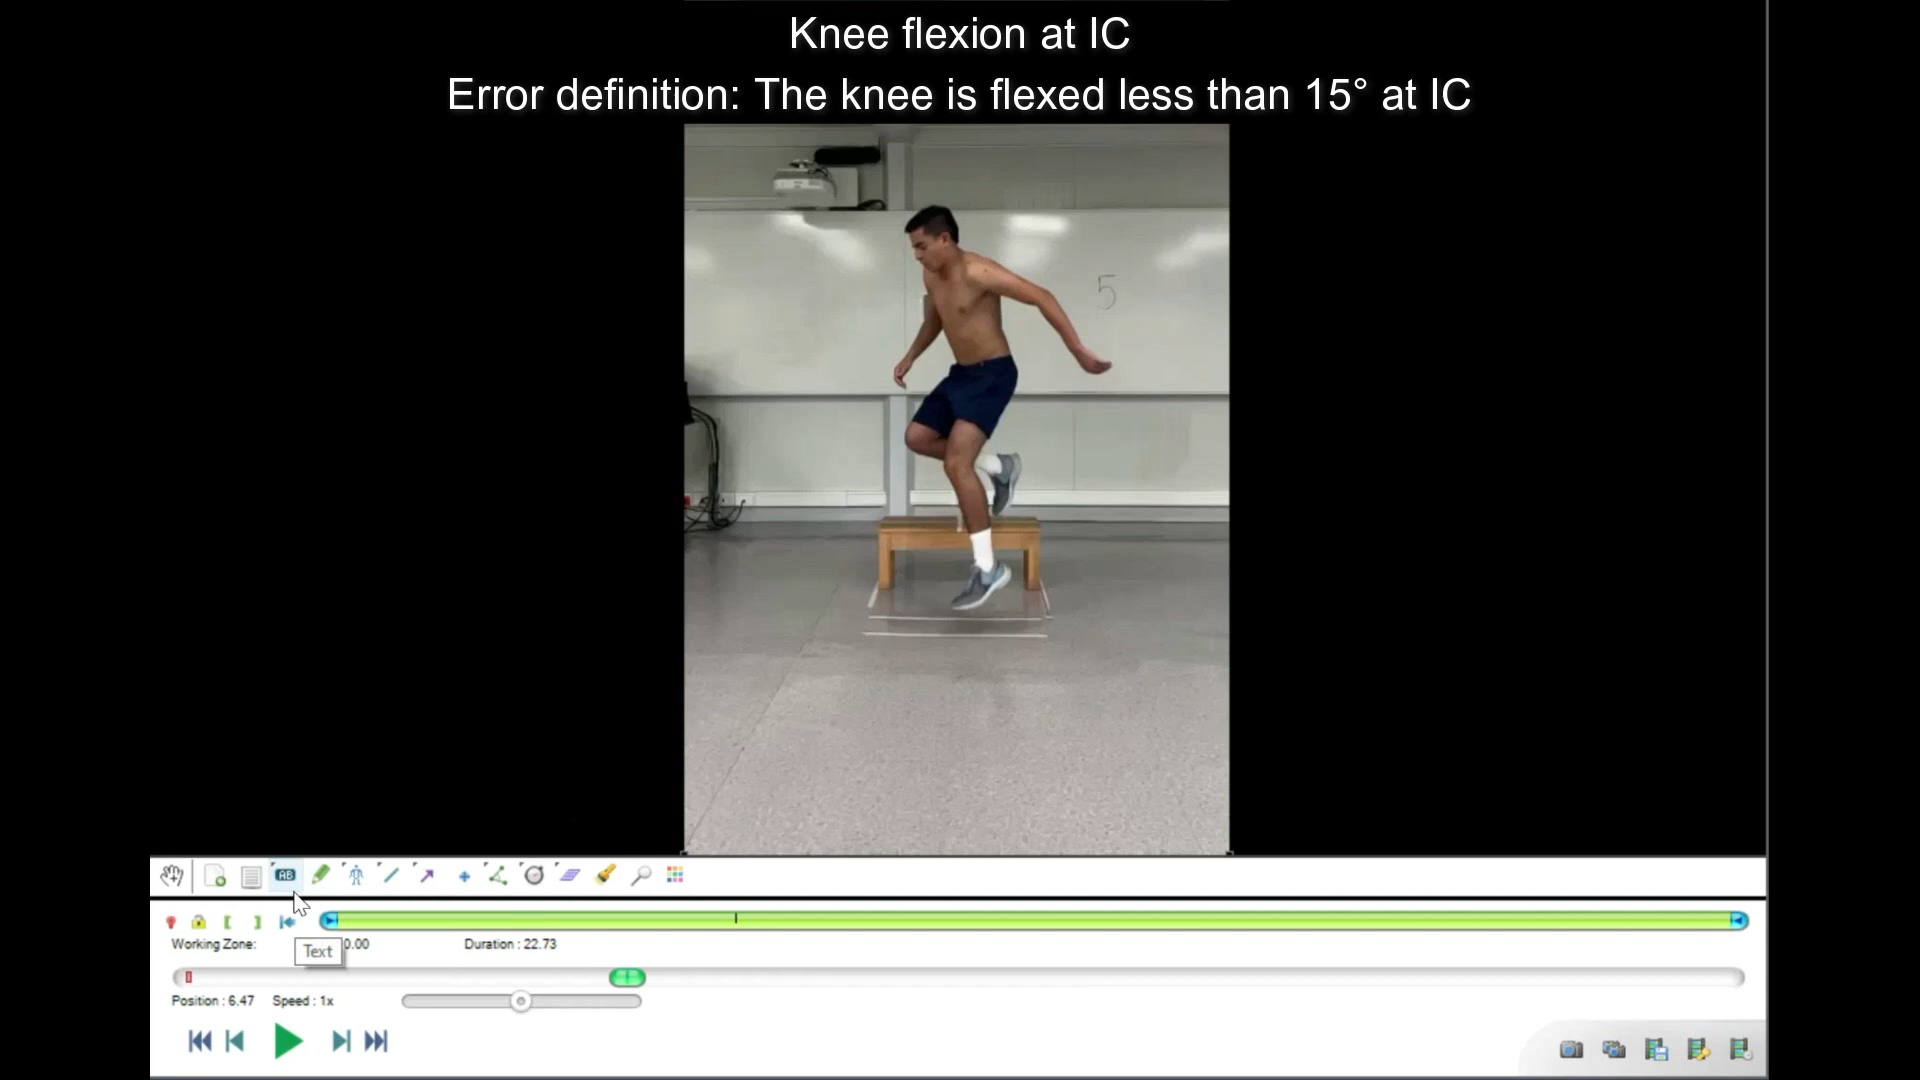 Knee flexion at IC
Error definition: The knee is flexed less than 15° at IC
5
AB
Working Zone:
0.00
Duration : 22.73
Text
Position : 6.47
Speed : 1x